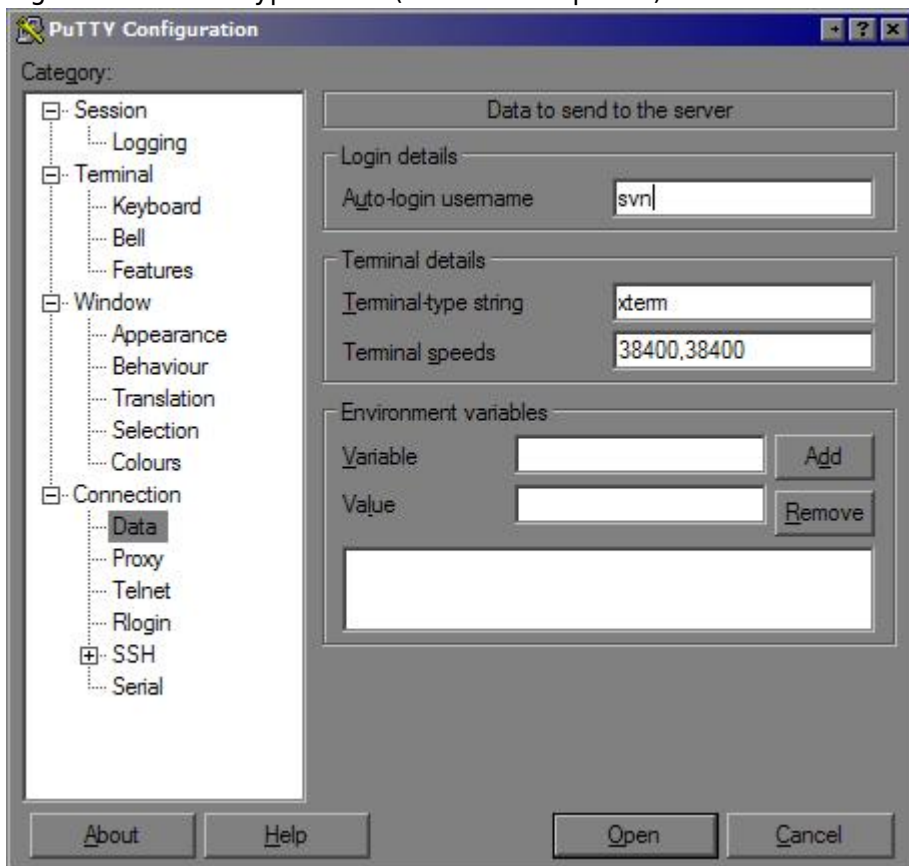 PuTTY Configuration
Category:
Session
Logging
Terminal
Keyboard
Bell
Features
Window
Appearance
Behaviour
Translation
Selection
Colours
Connection
Data
Proxy
Telnet
Rlogin
SSH
Serial
Data to send to the server
Login details
Auto-login username
svn
Terminal details
Terminal-type string
xterm
Terminal speeds
38400,38400
Environment variables
Variable
Add
Value
Remove
About
Help
Open
Cancel